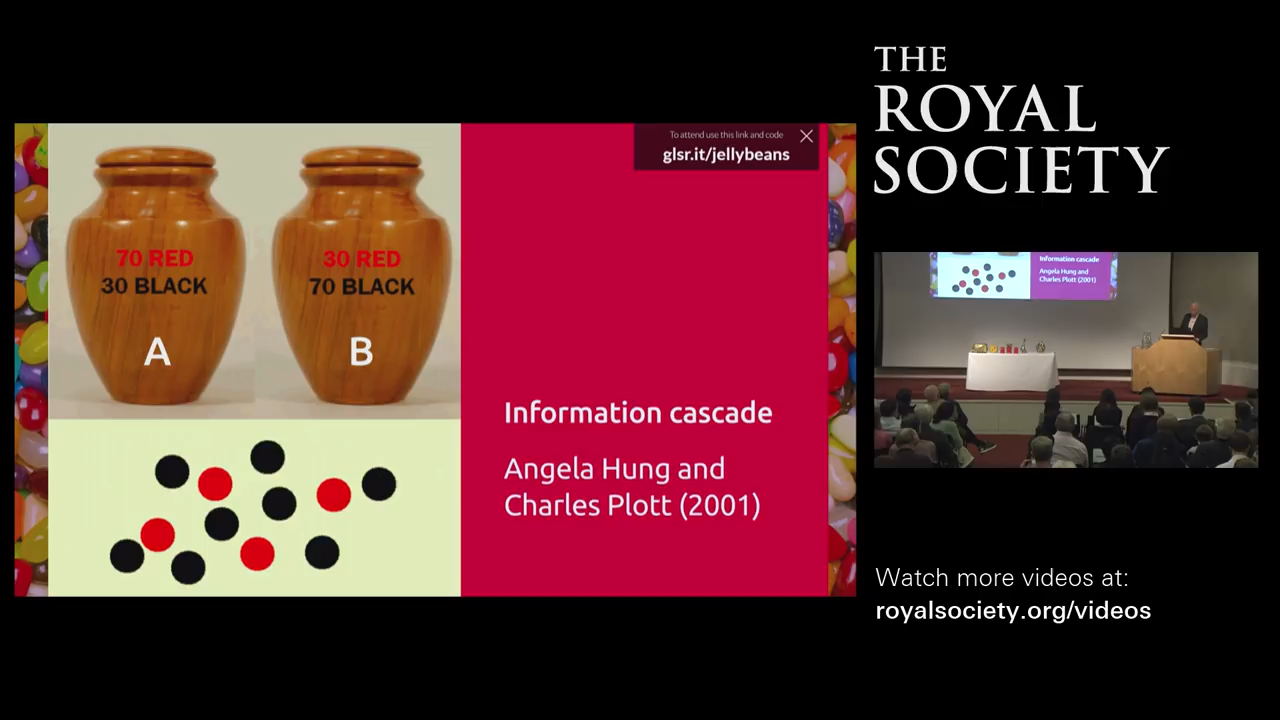 70 RED
30 BLACK
A
30 RED
70 BLACK
B
To attend use this link and code
glsr.it/jellybeans
Information cascade
Angela Hung and
Charles Plott (2001)
THE
ROYAL
SOCIETY
Information cascade
Angela Hung and
Charles Plott (2001)
Watch more videos at:
royalsociety.org/videos